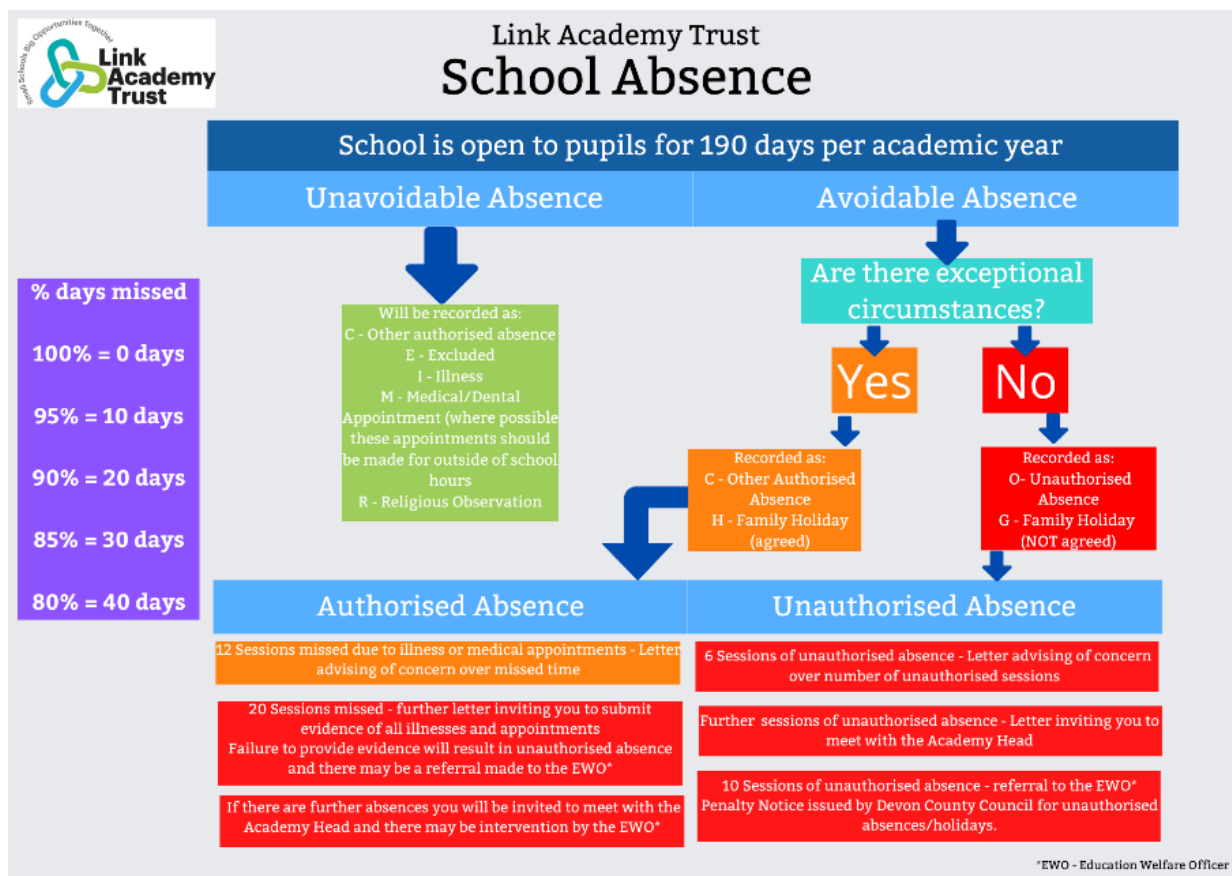 Small Schools Big Opportunities Together
Link
Academy
Trust
Link Academy Trust
School Absence
School is open to pupils for 190 days per academic year
Unavoidable Absence
Avoidable Absence
% days missed
100% = 0 days
95% = 10 days
90% = 20 days
85% = 30 days
80% = 40 days
Will be recorded as:
C - Other authorised absence
E - Excluded
I - Illness
M - Medical/Dental
Appointment (where possible
these appointments should
be made for outside of school
hours
R - Religious Observation
Are there exceptional
circumstances?
Yes
No
Recorded as:
C - Other Authorised
Absence
H - Family Holiday
(agreed)
Recorded as:
O- Unauthorised
Absence
G - Family Holiday
(NOT agreed)
Authorised Absence
Unauthorised Absence
12 Sessions missed due to illness or medical appointments - Letter
advising of concern over missed time
20 Sessions missed - further letter inviting you to submit
evidence of all illnesses and appointments
Failure to provide evidence will result in unauthorised absence
and there may be a referral made to the EWO*
If there are further absences you will be invited to meet with the
Academy Head and there may be intervention by the EWO*
6 Sessions of unauthorised absence - Letter advising of concern
over number of unauthorised sessions
Further sessions of unauthorised absence - Letter inviting you to
meet with the Academy Head
10 Sessions of unauthorised absence - referral to the EWO*
Penalty Notice issued by Devon County Council for unauthorised
absences/holidays.
*EWO - Education Welfare Officer